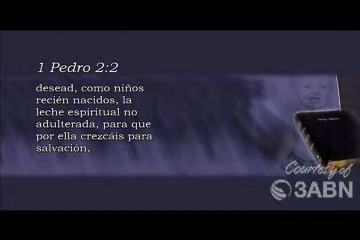 1 Pedro 2:2
desead, como niños
recién nacidos, la
leche espiritual no
adulterada, para que
por ella crezcáis para
salvación,
Courtesy of
3ABN